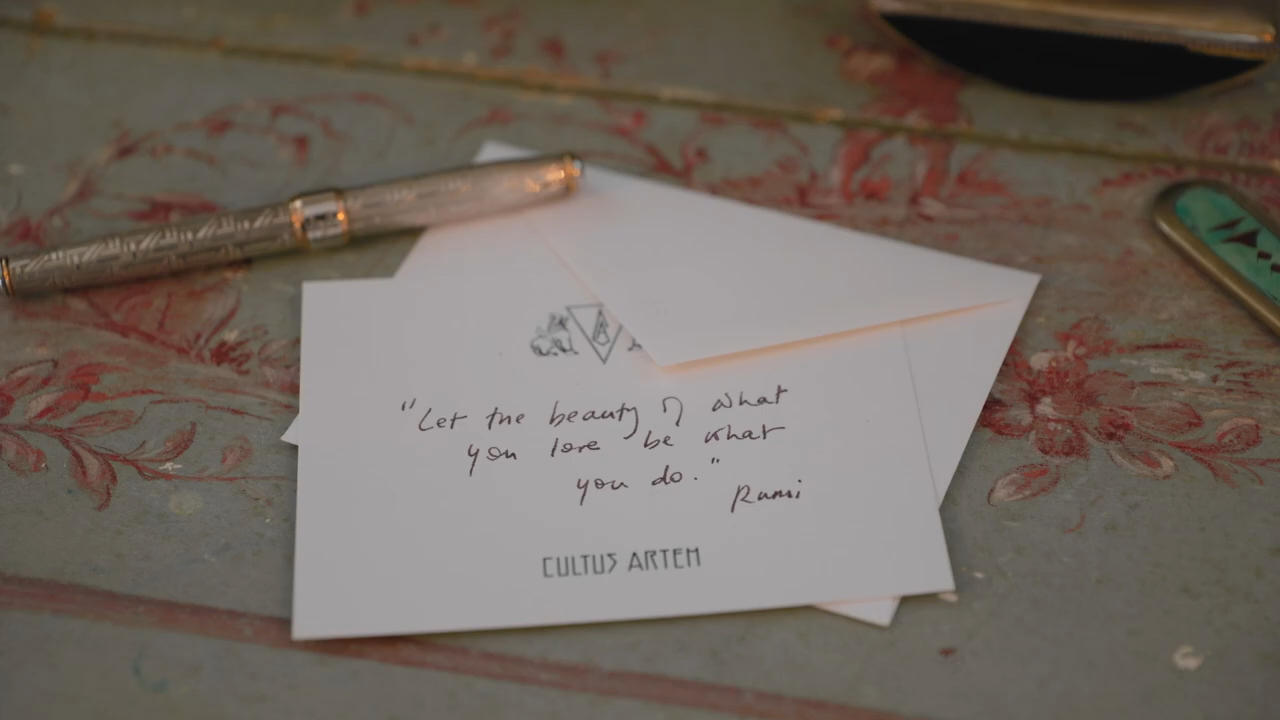 "Let the beauty of what
you love be what
you do."
Rumi
CULTUS ARTEM